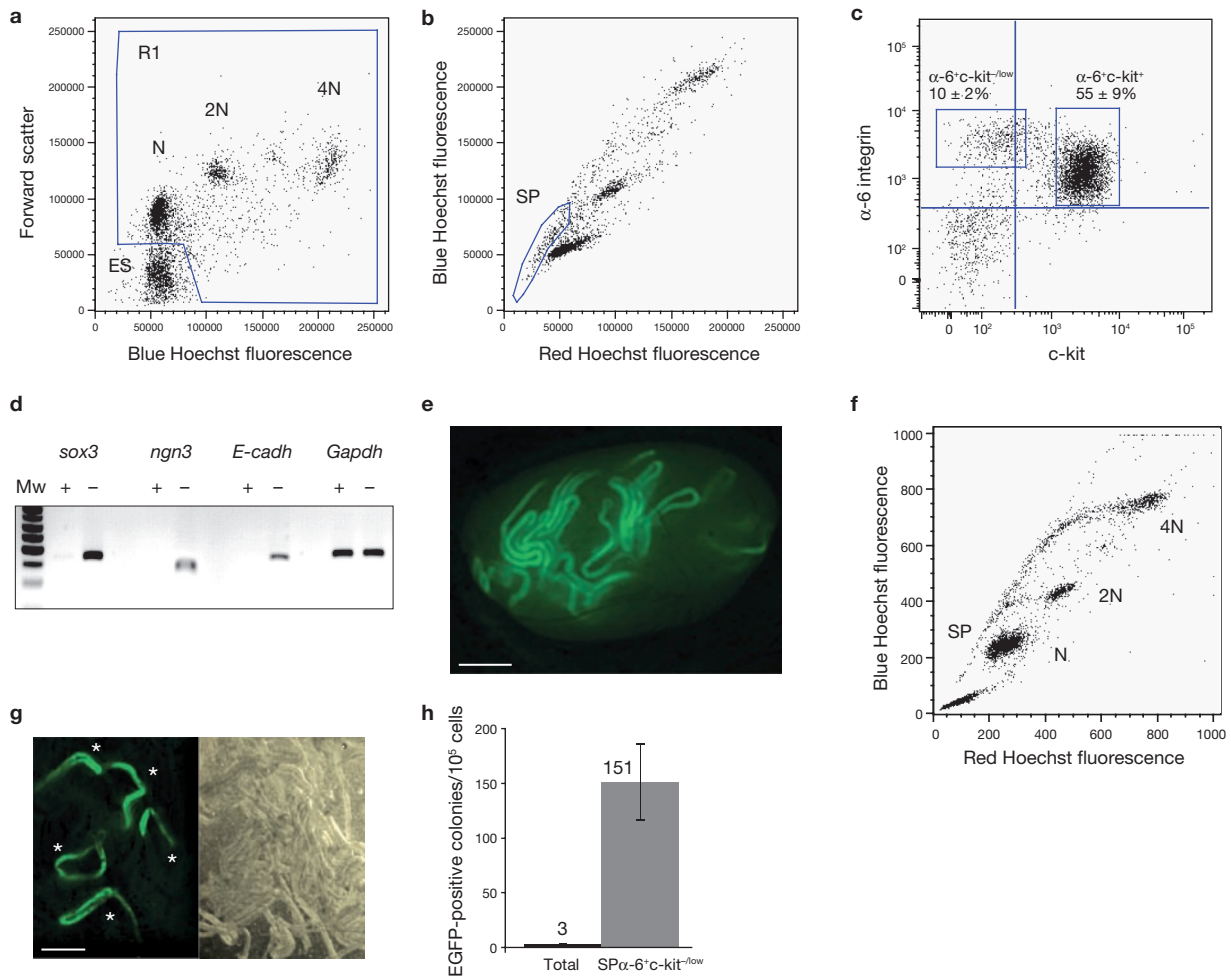 a
250000
200000
150000
100000
50000
0
Forward scatter
R1
N
2N
4N
ES
0 50000 100000 150000 200000 250000
Blue Hoechst fluorescence
b
250000
200000
150000
100000
50000
0
Blue Hoechst fluorescence
SP
0 50000 100000 150000 200000 250000
Red Hoechst fluorescence
c
10⁵
10⁴
10³
10²
0
α-6 integrin
α-6⁺c-kit⁻/ˡᵒʷ
10 ± 2%
α-6⁺c-kit⁺
55 ± 9%
0 10² 10³ 10⁴ 10⁵
c-kit
d
sox3 ngn3 E-cadh Gapdh
Mw + − + − + − + −
e
f
1000
800
600
400
200
0
Blue Hoechst fluorescence
4N
2N
SP
N
0 200 400 600 800 1000
Red Hoechst fluorescence
g
* * * * *
h
EGFP-positive colonies/10⁵ cells
200
150
100
50
0
3
151
Total SPα-6⁺c-kit⁻/ˡᵒʷ